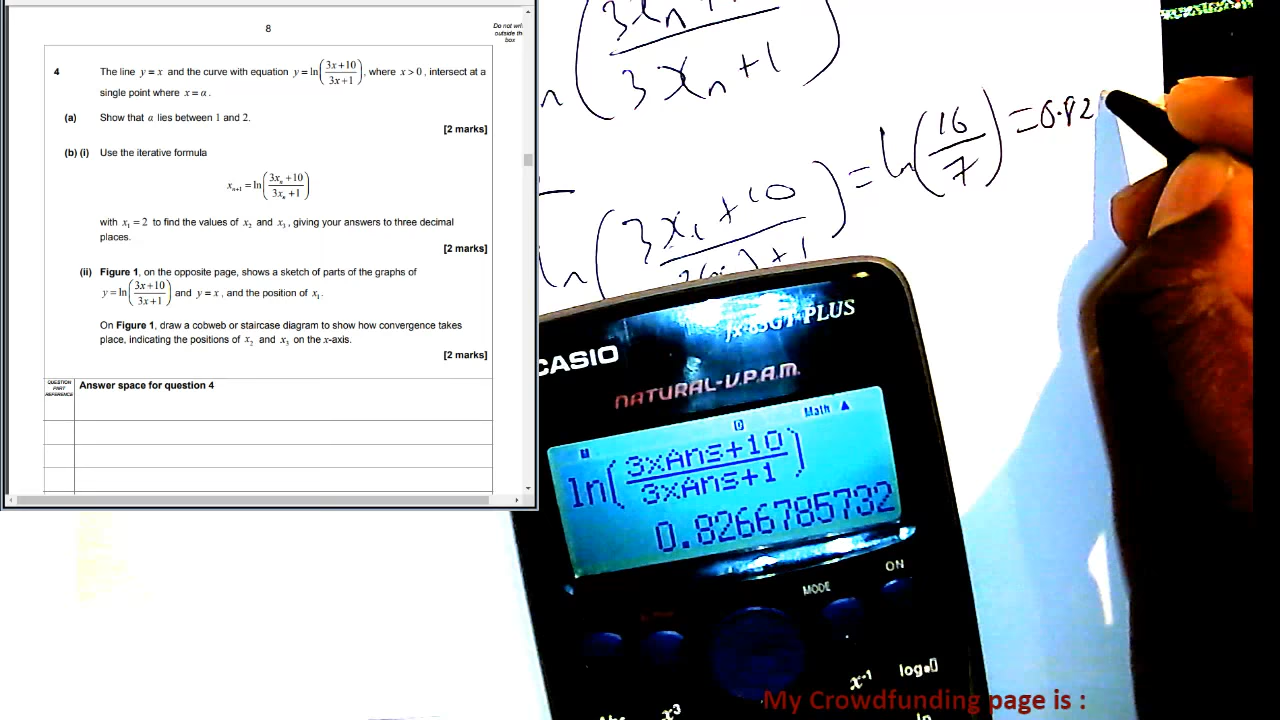 8
Do not wri
outside th
box
4 The line y = x and the curve with equation y = ln((3x+10)/(3x+1)), where x > 0, intersect at a
single point where x = α.
(a) Show that α lies between 1 and 2.
[2 marks]
(b) (i) Use the iterative formula
xₙ₊₁ = ln((3xₙ+10)/(3xₙ+1))
with x₁ = 2 to find the values of x₂ and x₃, giving your answers to three decimal
places.
[2 marks]
(ii) Figure 1, on the opposite page, shows a sketch of parts of the graphs of
y = ln((3x+10)/(3x+1)) and y = x, and the position of x₁.
On Figure 1, draw a cobweb or staircase diagram to show how convergence takes
place, indicating the positions of x₂ and x₃ on the x-axis.
[2 marks]
QUESTION
PART
REFERENCE
Answer space for question 4
3xₙ + 1
3x₁ + 10
= ln(16/7) = 0.82
CASIO
fx-83GT PLUS
NATURAL-V.P.A.M.
M D Math ▲
ln((3xAns+10)/(3xAns+1))
0.8266785732
MODE ON
x⁻¹ log
x³ ln
My Crowdfunding page is :